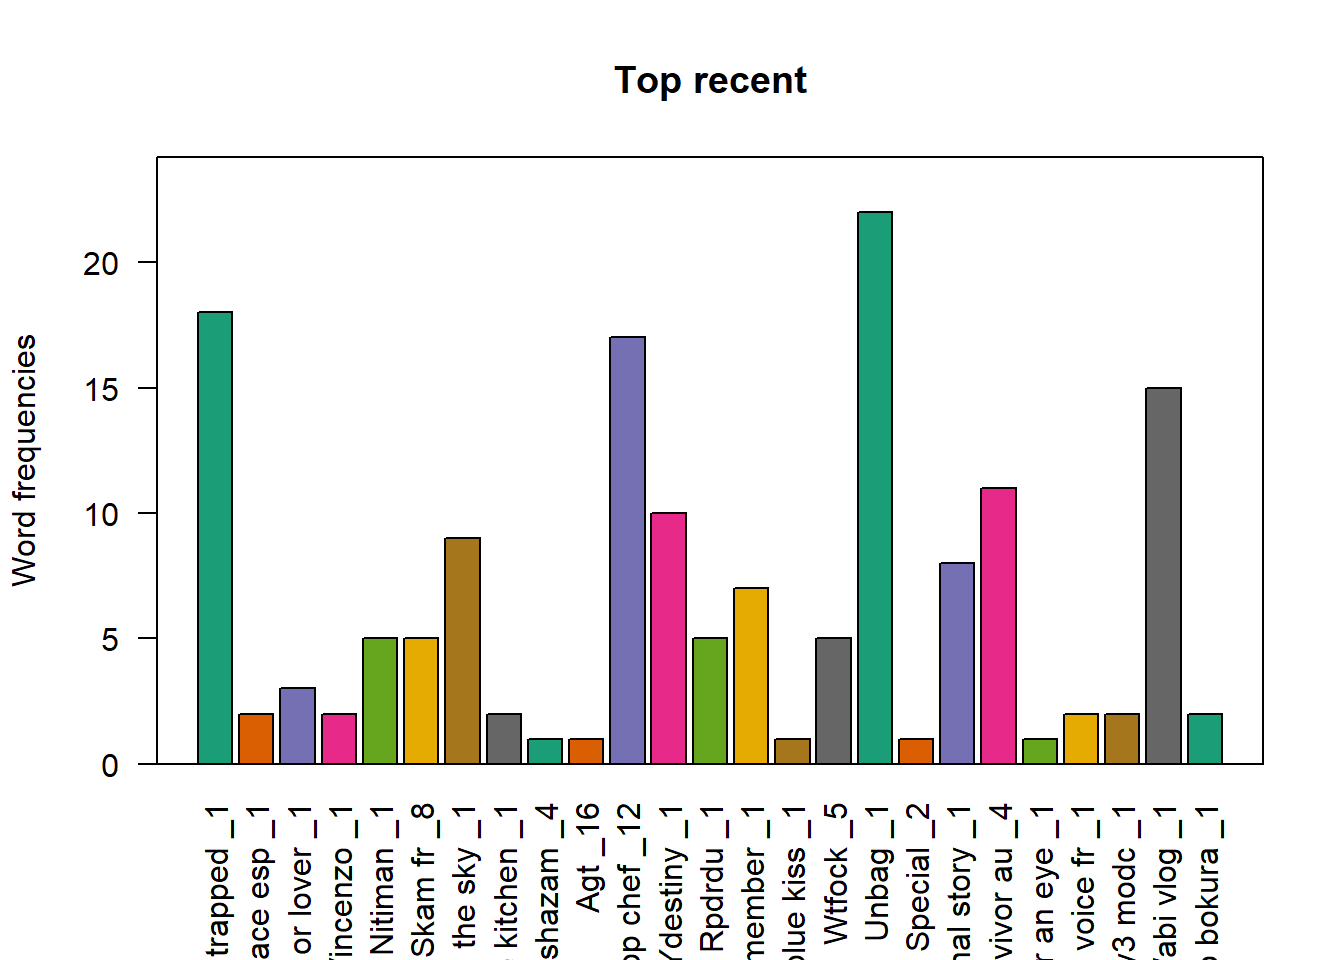 Top recent
Word frequencies
20
15
10
5
0
trapped _1
ace esp _1
or lover _1
incenzo _1
Nitiman _1
Skam fr _8
the sky _1
kitchen _1
shazam _4
Agt _16
op chef _12
destiny _1
Rpdrdu _1
member _1
blue kiss _1
Wtfock _5
Unbag _1
Special _2
nal story _1
vivor au _4
r an eye _1
voice fr _1
y3 modc _1
abi vlog _1
bokura_1